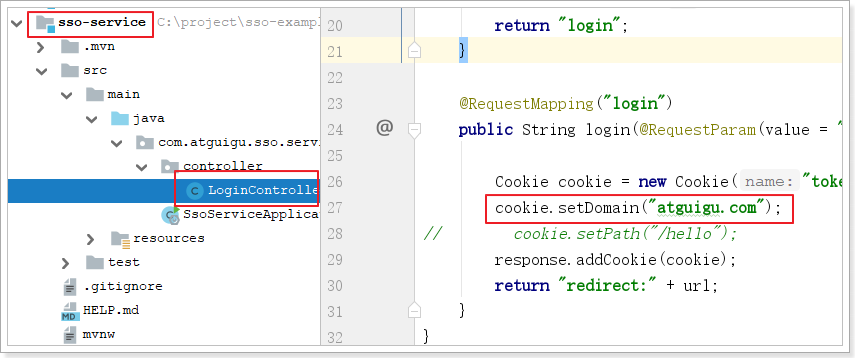 sso-service C:\project\sso-exampl
.mvn
src
main
java
com.atguigu.sso.serv
controller
LoginControlle
SsoServiceApplica
resources
test
.gitignore
HELP.md
mvnw
20 return "login";
21 }
22
23 @RequestMapping("login")
24 @ public String login(@RequestParam(value = "
25
26 Cookie cookie = new Cookie( name: "toke
27 cookie.setDomain("atguigu.com");
28 // cookie.setPath("/hello");
29 response.addCookie(cookie);
30 return "redirect:" + url;
31 }
32 }